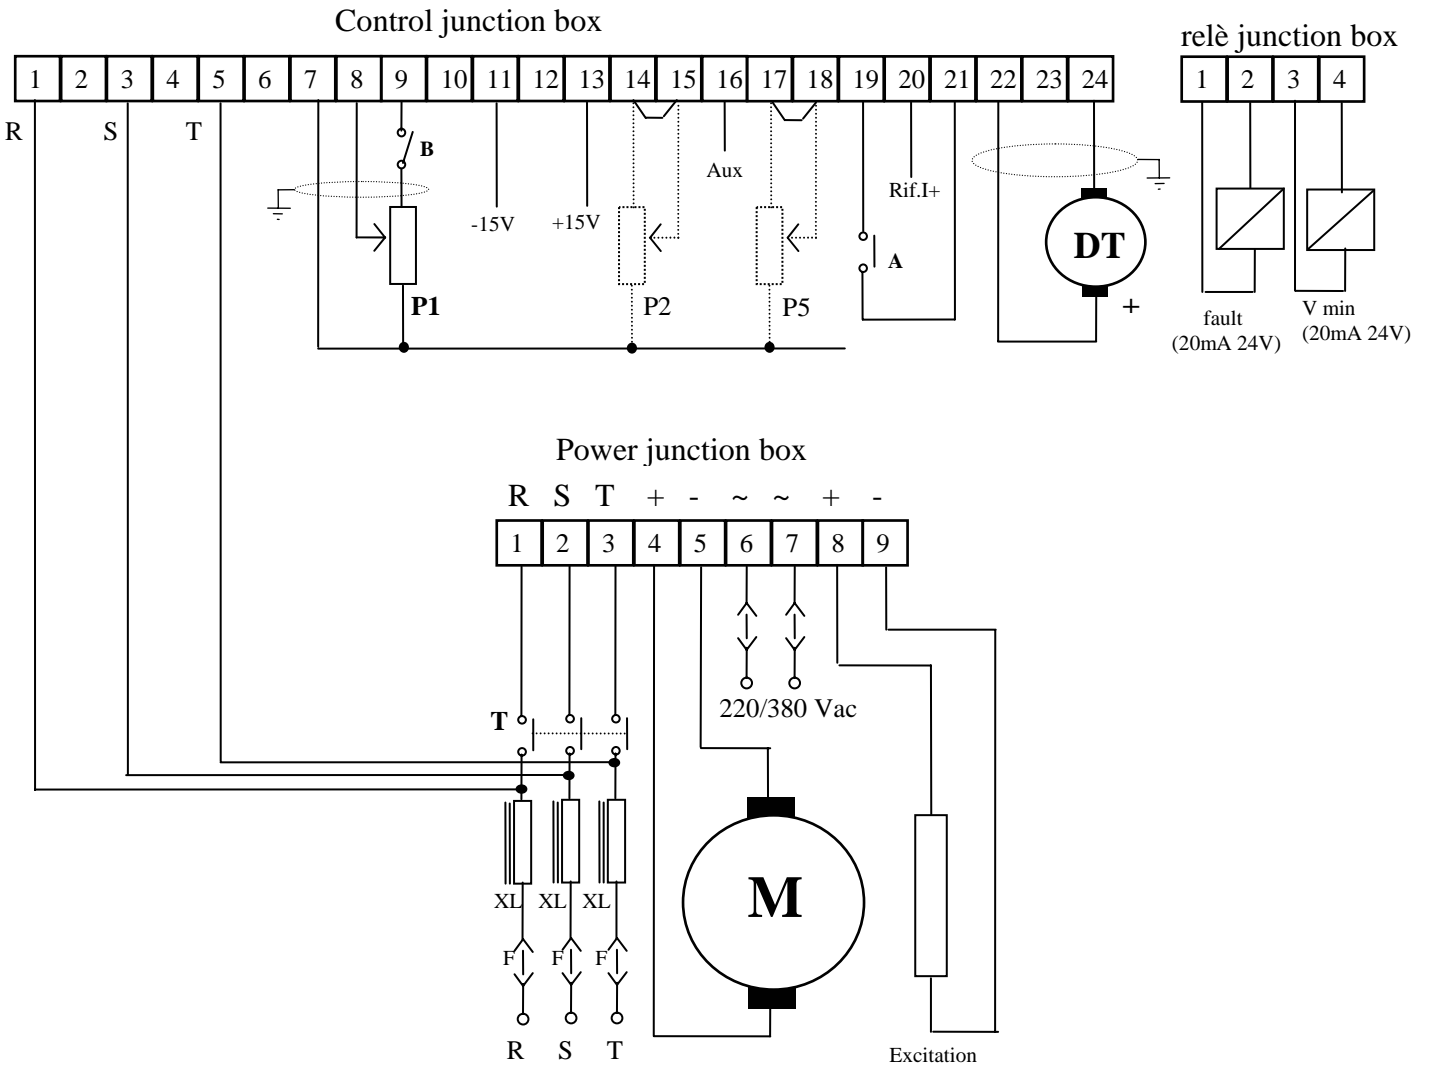 Control junction box
relè junction box
1 2 3 4 5 6 7 8 9 10 11 12 13 14 15 16 17 18 19 20 21 22 23 24
1 2 3 4
R S T
B
Aux
Rif.I+
-15V +15V
A
DT
P1 P2 P5
+
fault
(20mA 24V)
V min
(20mA 24V)
Power junction box
R S T + - ~ ~ + -
1 2 3 4 5 6 7 8 9
220/380 Vac
T
M
XL XL XL
F F F
R S T
Excitation